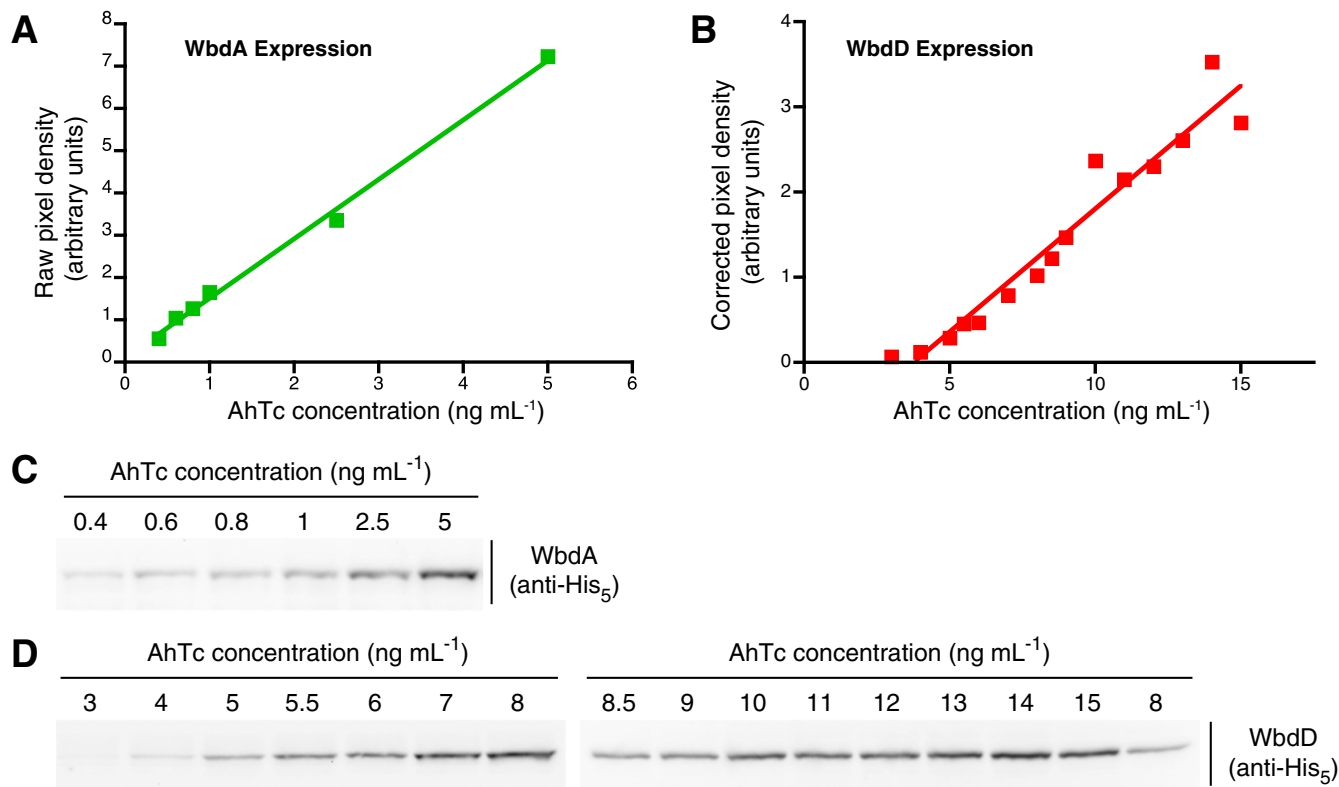 A
WbdA Expression
Raw pixel density
(arbitrary units)
8
7
6
5
4
3
2
1
0
0 1 2 3 4 5 6
AhTc concentration (ng mL⁻¹)
B
WbdD Expression
Corrected pixel density
(arbitrary units)
4
3
2
1
0
0 5 10 15
AhTc concentration (ng mL⁻¹)
C
AhTc concentration (ng mL⁻¹)
0.4 0.6 0.8 1 2.5 5
WbdA
(anti-His₅)
D
AhTc concentration (ng mL⁻¹)
3 4 5 5.5 6 7 8
AhTc concentration (ng mL⁻¹)
8.5 9 10 11 12 13 14 15 8
WbdD
(anti-His₅)